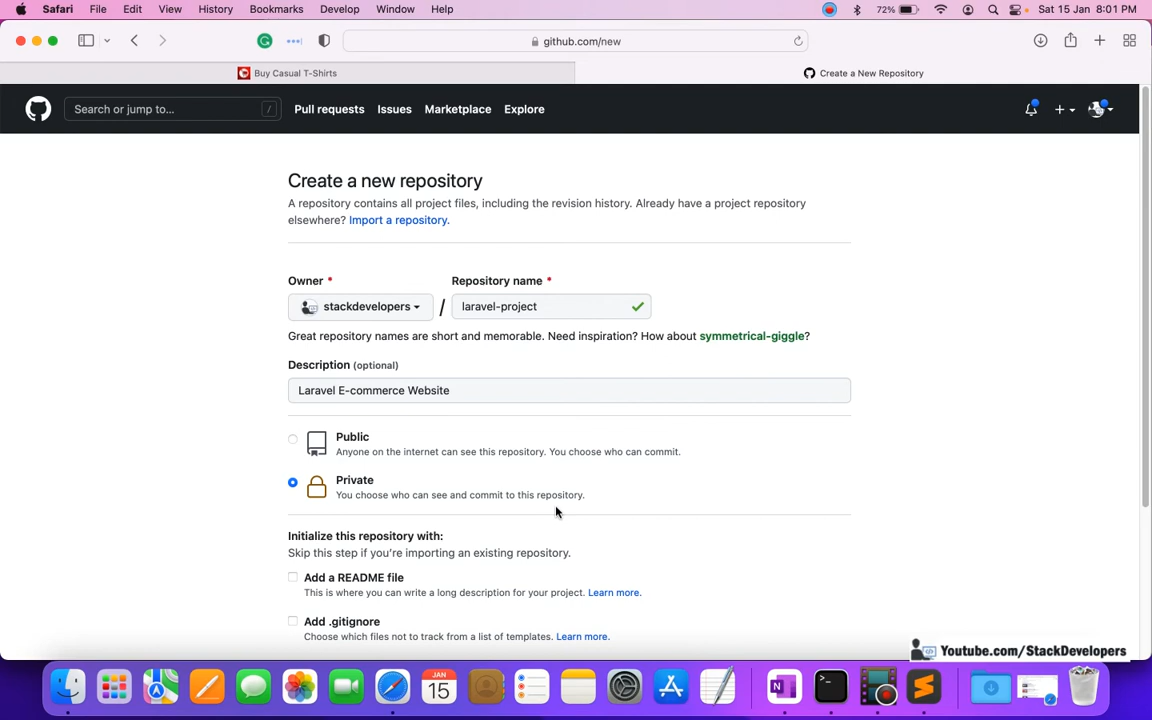 Safari File Edit View History Bookmarks Develop Window Help 72% Sat 15 Jan 8:01 PM
github.com/new
Buy Casual T-Shirts Create a New Repository
Search or jump to... / Pull requests Issues Marketplace Explore
Create a new repository
A repository contains all project files, including the revision history. Already have a project repository
elsewhere? Import a repository.
Owner * Repository name *
stackdevelopers / laravel-project
Great repository names are short and memorable. Need inspiration? How about symmetrical-giggle?
Description (optional)
Laravel E-commerce Website
Public
Anyone on the internet can see this repository. You choose who can commit.
Private
You choose who can see and commit to this repository.
Initialize this repository with:
Skip this step if you're importing an existing repository.
Add a README file
This is where you can write a long description for your project. Learn more.
Add .gitignore
Choose which files not to track from a list of templates. Learn more.
Youtube.com/StackDevelopers
JAN
15